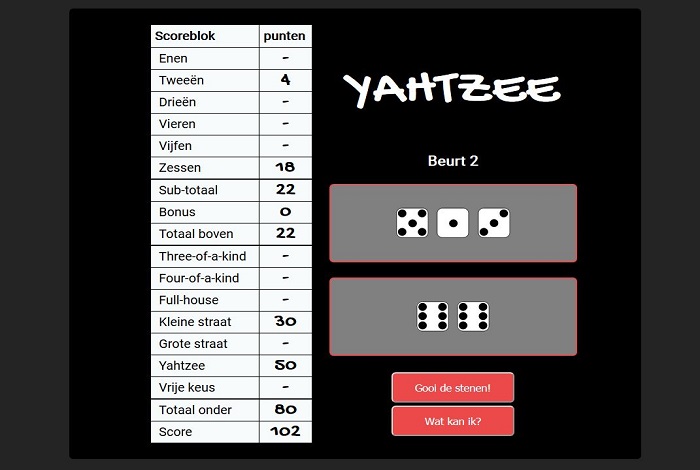 Scoreblok punten
Enen -
Tweeën 4
Drieën -
Vieren -
Vijfen -
Zessen 18
Sub-totaal 22
Bonus 0
Totaal boven 22
Three-of-a-kind -
Four-of-a-kind -
Full-house -
Kleine straat 30
Grote straat -
Yahtzee 50
Vrije keus -
Totaal onder 80
Score 102
YAHTZEE
Beurt 2
Gooi de stenen!
Wat kan ik?